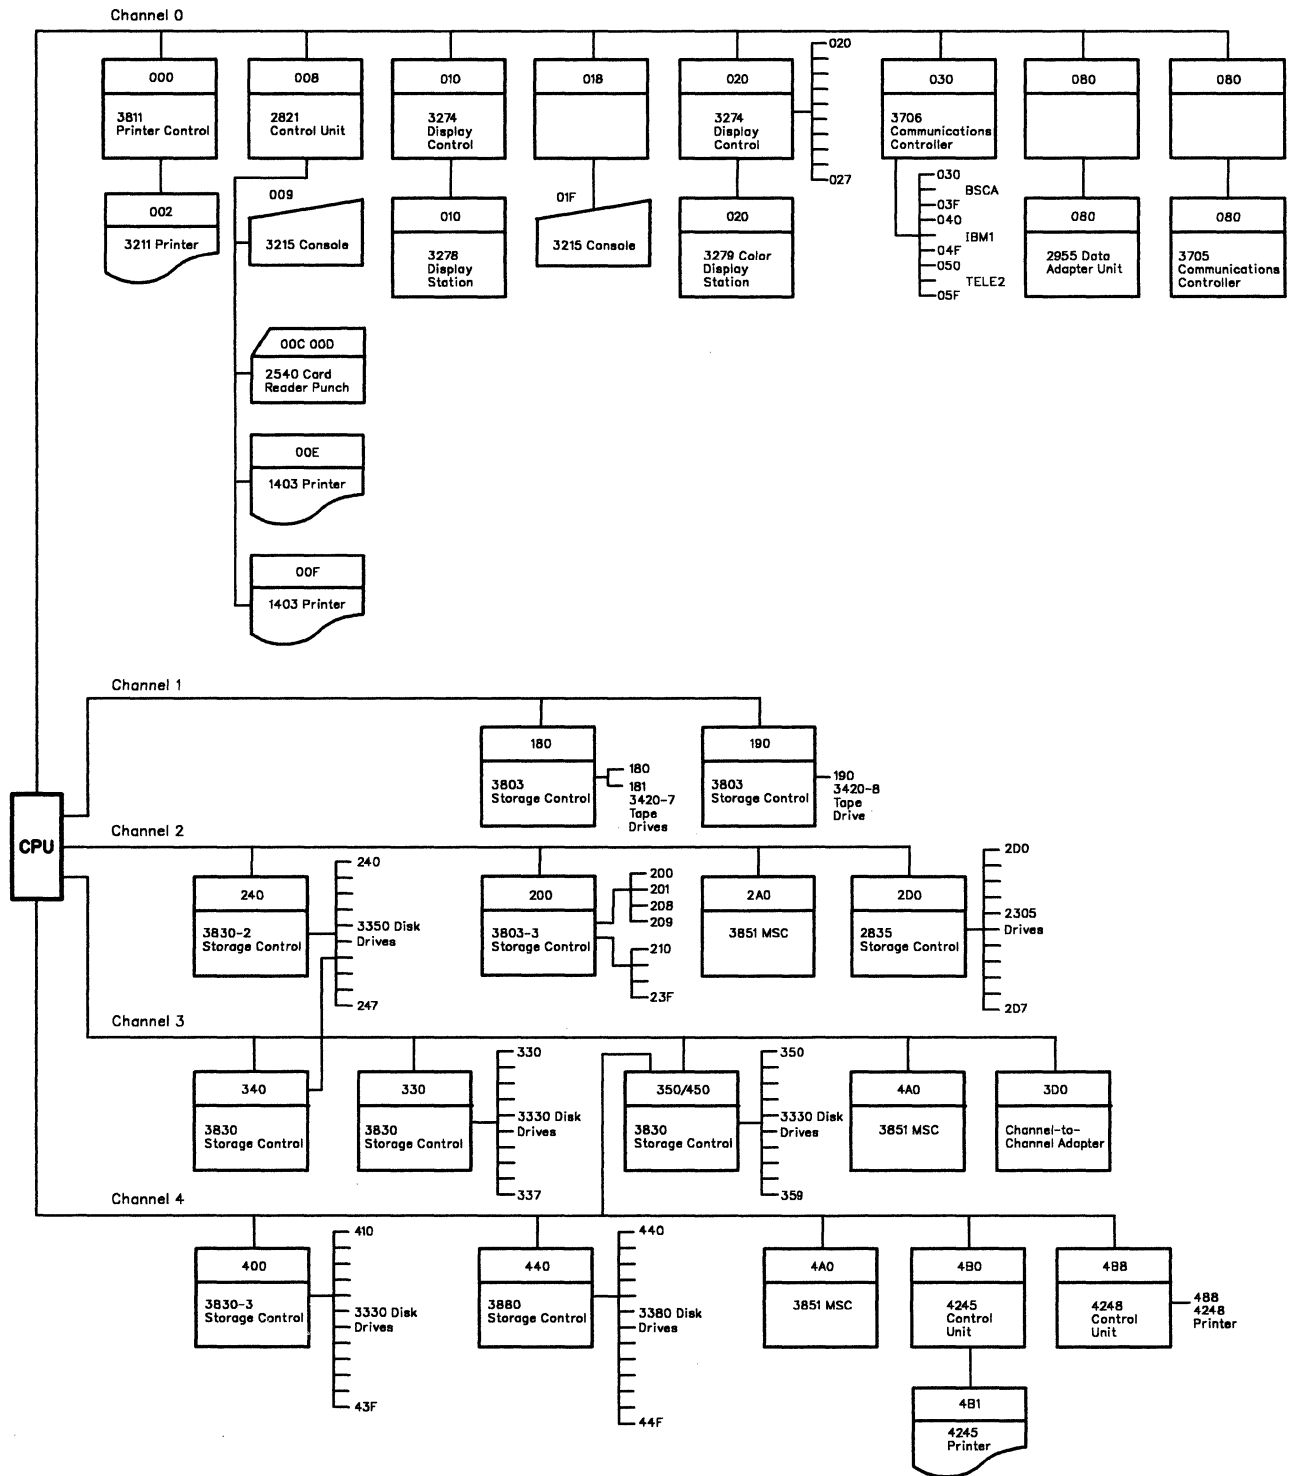 Channel 0
000
3811
Printer Control
002
3211 Printer
008
2821
Control Unit
009
3215 Console
00C 00D
2540 Card
Reader Punch
00E
1403 Printer
00F
1403 Printer
010
3274
Display
Control
010
3278
Display
Station
018
01F
3215 Console
020
3274
Display
Control
020
027
020
3279 Color
Display
Station
030
3706
Communications
Controller
030
BSCA
03F
040
IBM1
04F
050
TELE2
05F
080
080
2955 Data
Adapter Unit
080
080
3705
Communications
Controller
CPU
Channel 1
180
3803
Storage Control
180
181
3420-7
Tape
Drives
190
3803
Storage Control
190
3420-8
Tape
Drive
Channel 2
240
3830-2
Storage Control
240
3350 Disk
Drives
247
200
3803-3
Storage Control
200
201
208
209
210
23F
2A0
3851 MSC
2D0
2835
Storage Control
2D0
2305
Drives
2D7
Channel 3
340
3830
Storage Control
330
3830
Storage Control
330
3330 Disk
Drives
337
350/450
3830
Storage Control
350
3330 Disk
Drives
359
4A0
3851 MSC
3D0
Channel-to-
Channel Adapter
Channel 4
400
3830-3
Storage Control
410
3330 Disk
Drives
43F
440
3880
Storage Control
440
3380 Disk
Drives
44F
4A0
3851 MSC
4B0
4245
Control
Unit
4B1
4245
Printer
4B8
4248
Control
Unit
488
4248
Printer